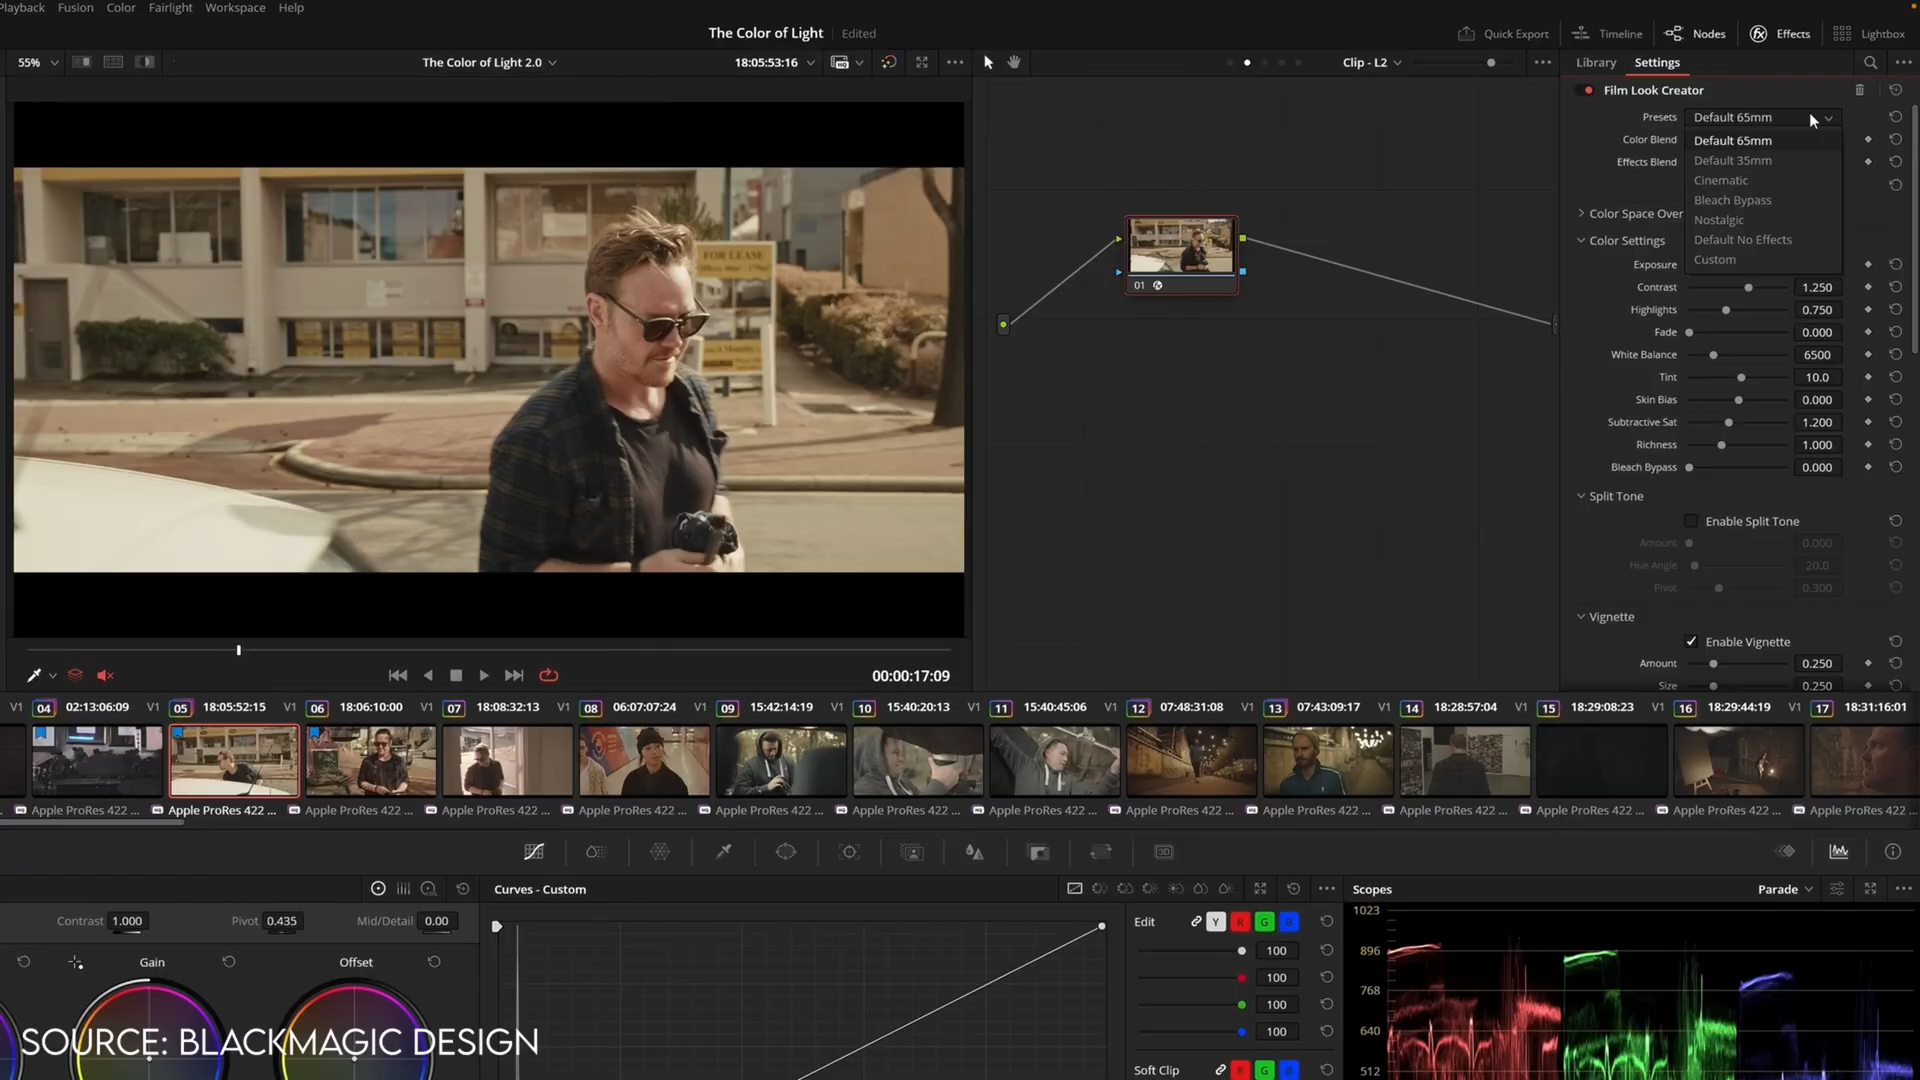 Playback Fusion Color Fairlight Workspace Help
The Color of Light Edited
Quick Export Timeline Nodes Effects Lightbox
55% The Color of Light 2.0 18:05:53:16 Clip - L2 Library Settings
Film Look Creator
Presets Default 65mm
Color Blend Default 65mm
Effects Blend Default 35mm
Cinematic
Bleach Bypass
Color Space Over Nostalgic
Color Settings Default No Effects
Exposure Custom
Contrast 1.250
Highlights 0.750
Fade 0.000
White Balance 6500
Tint 10.0
Skin Bias 0.000
Subtractive Sat 1.200
Richness 1.000
Bleach Bypass 0.000
Split Tone
Enable Split Tone
Amount 0.000
Hue Angle 20.0
Pivot 0.300
Vignette
Enable Vignette
Amount 0.250
Size 0.250
FOR LEASE
01
00:00:17:09
V1 04 02:13:06:09 V1 05 18:05:52:15 V1 06 18:06:10:00 V1 07 18:08:32:13 V1 08 06:07:07:24 V1 09 15:42:14:19 V1 10 15:40:20:13 V1 11 15:40:45:06 V1 12 07:48:31:08 V1 13 07:43:09:17 V1 14 18:28:57:04 V1 15 18:29:08:23 V1 16 18:29:44:19 V1 17 18:31:16:01
... Apple ProRes 422 ... Apple ProRes 422 ... Apple ProRes 422 ... Apple ProRes 422 ... Apple ProRes 422 ... Apple ProRes 422 ... Apple ProRes 422 ... Apple ProRes 422 ... Apple ProRes 422 ... Apple ProRes 422 ... Apple ProRes 422 ... Apple ProRes 422 ... Apple ProRes 422 ... Apple ProRes 422
3D
Curves - Custom Scopes Parade
Contrast 1.000 Pivot 0.435 Mid/Detail 0.00
Gain Offset
Edit Y R G B
100
100
100
100
Soft Clip R G B
1023
896
768
640
512
SOURCE: BLACKMAGIC DESIGN